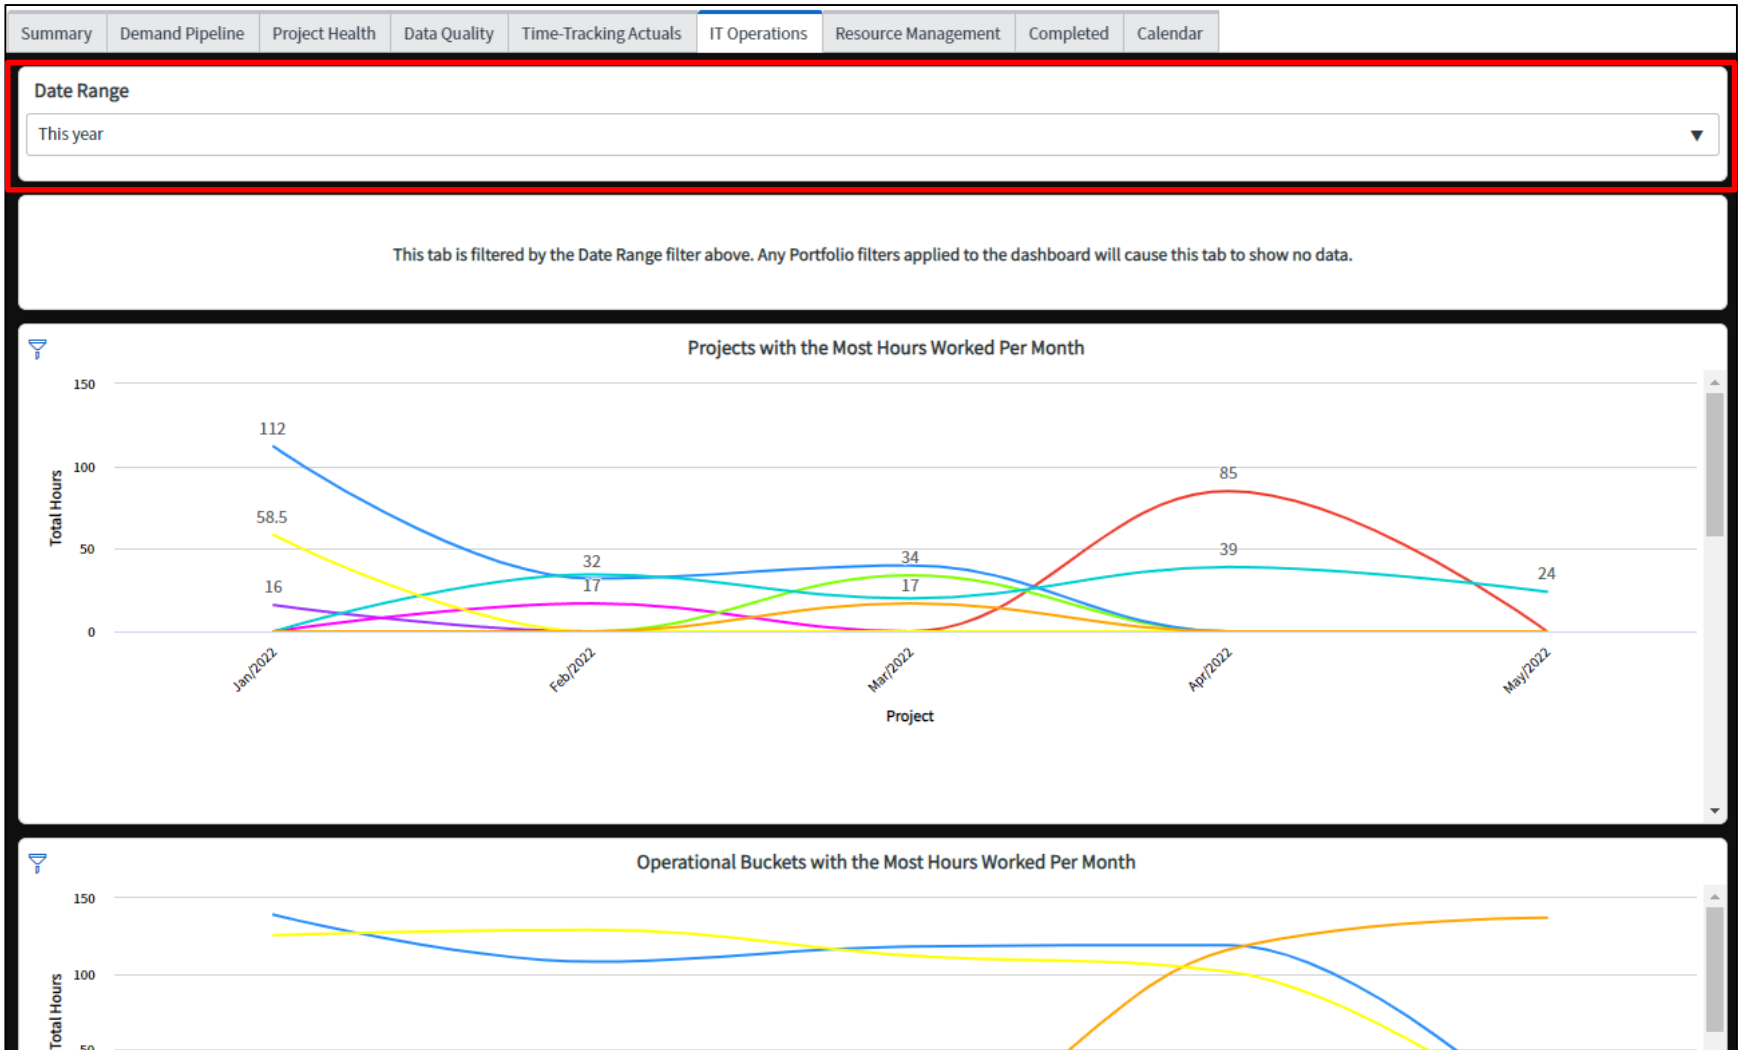 Summary Demand Pipeline Project Health Data Quality Time-Tracking Actuals IT Operations Resource Management Completed Calendar
Date Range
This year
This tab is filtered by the Date Range filter above. Any Portfolio filters applied to the dashboard will cause this tab to show no data.
Projects with the Most Hours Worked Per Month
150
112
100
85
58.5
50
39
34
32
24
17
17
16
0
Total Hours
Jan/2022 Feb/2022 Mar/2022 Apr/2022 May/2022
Project
Operational Buckets with the Most Hours Worked Per Month
150
100
50
Total Hours